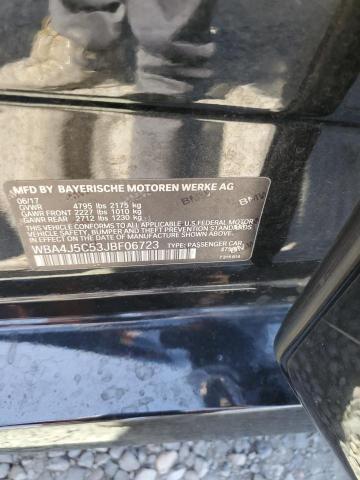 MFD BY BAYERISCHE MOTOREN WERKE AG
06/17
GVWR 4795 lbs 2175 kg
GAWR FRONT 2227 lbs 1010 kg
GAWR REAR 2712 lbs 1230 kg
THIS VEHICLE CONFORMS TO ALL APPLICABLE U.S. FEDERAL MOTOR
VEHICLE SAFETY, BUMPER, AND THEFT PREVENTION STANDARDS
IN EFFECT ON THE DATE OF MANUFACTURE SHOWN ABOVE.
WBA4J5C53JBF06723 TYPE: PASSENGER CAR